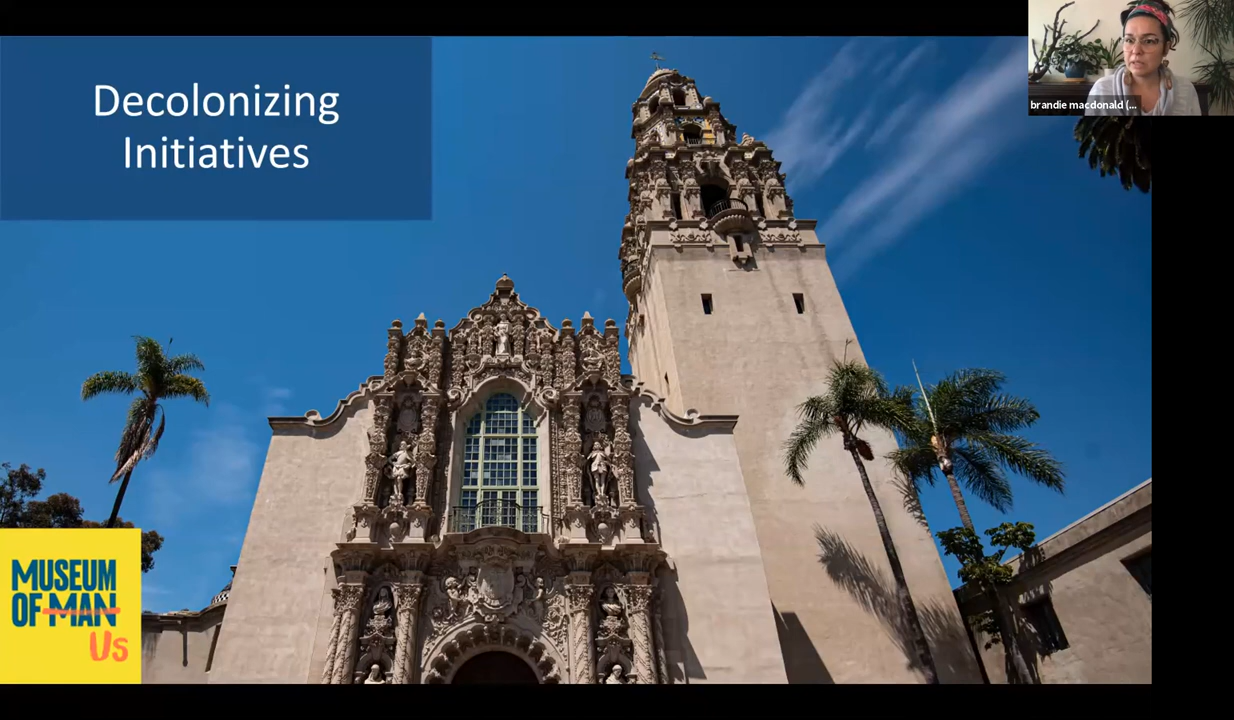 Decolonizing
Initiatives
brandie macdonald (...
MUSEUM
OF MAN
Us